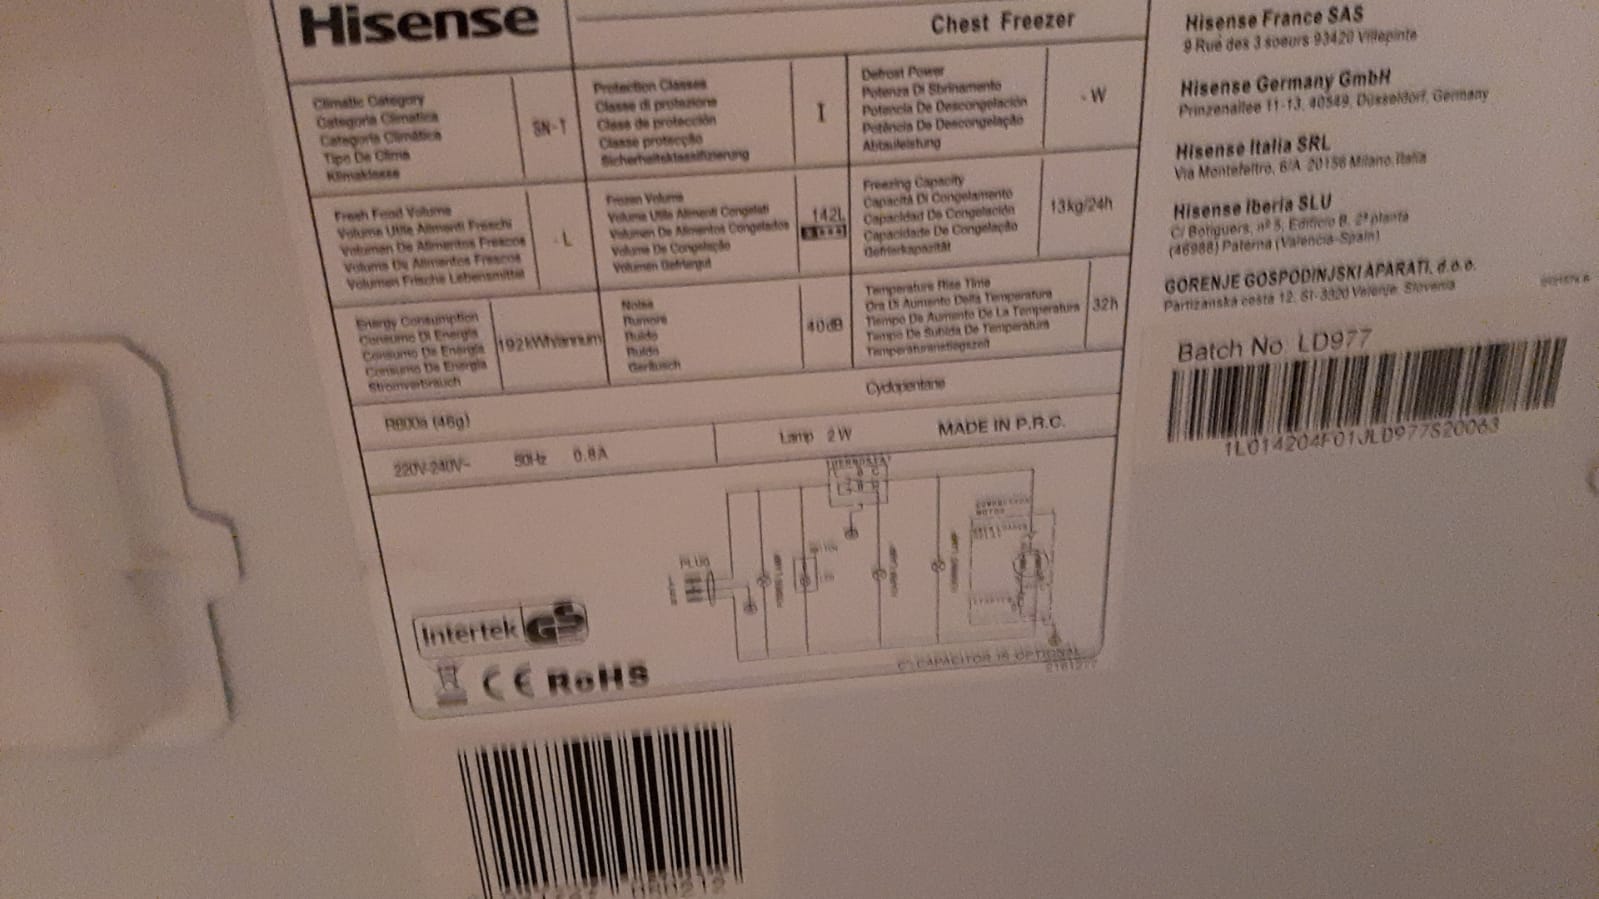 Hisense
Chest Freezer
Climatic Category
Categoria Climatica
Categoria Climática
Tipo De Clima
Klimaklasse
SN-T
Protection Classes
Classe di protezione
Clase de protección
Classe protecção
Sicherheitsklassifizierung
I
Defrost Power
Potenza Di Sbrinamento
Potencia De Descongelación
Potência De Descongelação
Abtauleistung
- W
Fresh Food Volume
Volume Utile Alimenti Freschi
Volumen De Alimentos Frescos
Volume De Alimentos Frescos
Volumen Frische Lebensmittel
- L
Frozen Volume
Volume Utile Alimenti Congelati
Volumen De Alimentos Congelados
Volume De Congelação
Volumen Gefriergut
142L
Freezing Capacity
Capacità Di Congelamento
Capacidad De Congelación
Capacidade De Congelação
Gefrierkapazität
13kg/24h
Energy Consumption
Consumo Di Energia
Consumo De Energía
Consumo De Energia
Stromverbrauch
192kWh/annum
Noise
Rumore
Ruido
Ruído
Geräusch
40dB
Temperature Rise Time
Ora Di Aumento Della Temperatura
Tiempo De Aumento De La Temperatura
Tempo De Subida De Temperatura
Temperaturanstiegszeit
32h
Cyclopentane
R600a (46g)
220V-240V~ 50Hz 0.8A
Lamp 2W
MADE IN P.R.C.
THERMOSTAT
PLUG
C: CAPACITOR IS OPTIONAL
Intertek GS
CE RoHS
Hisense France SAS
9 Rue des 3 soeurs 93420 Villepinte
Hisense Germany GmbH
Prinzenallee 11-13, 40549, Düsseldorf, Germany
Hisense Italia SRL
Via Montefeltro, 6/A 20156 Milano, Italia
Hisense Iberia SLU
C/ Botiguers, nº 5, Edificio B, 2ª planta
(46988) Paterna (Valencia-Spain)
GORENJE GOSPODINJSKI APARATI, d.o.o.
Partizanska cesta 12, SI-3320 Velenje, Slovenia
Batch No LD977
1L014204F01JLD977S20063